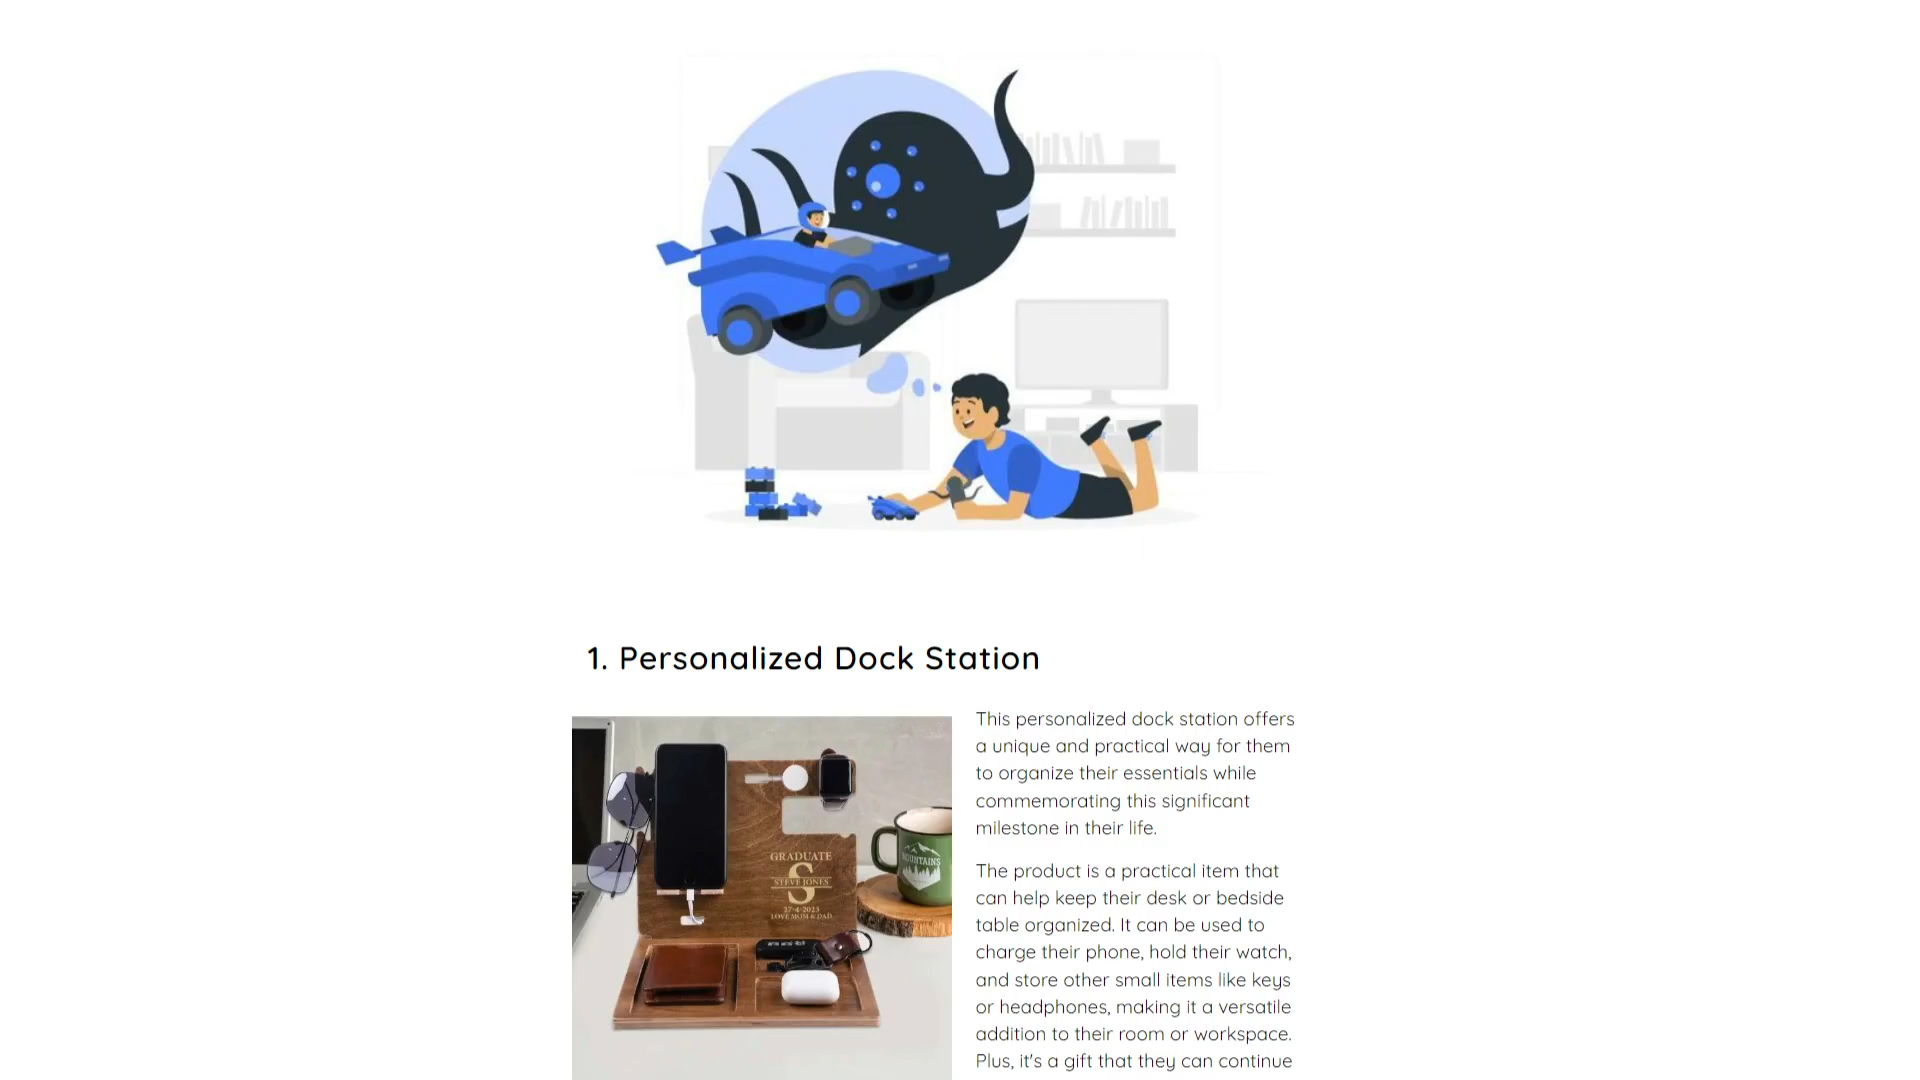 1. Personalized Dock Station
This personalized dock station offers
a unique and practical way for them
to organize their essentials while
commemorating this significant
milestone in their life.
The product is a practical item that
can help keep their desk or bedside
table organized. It can be used to
charge their phone, hold their watch,
and store other small items like keys
or headphones, making it a versatile
addition to their room or workspace.
Plus, it's a gift that they can continue
GRADUATE
S
STEVE JONES
27-4-2023
LOVE MOM & DAD
MOUNTAINS